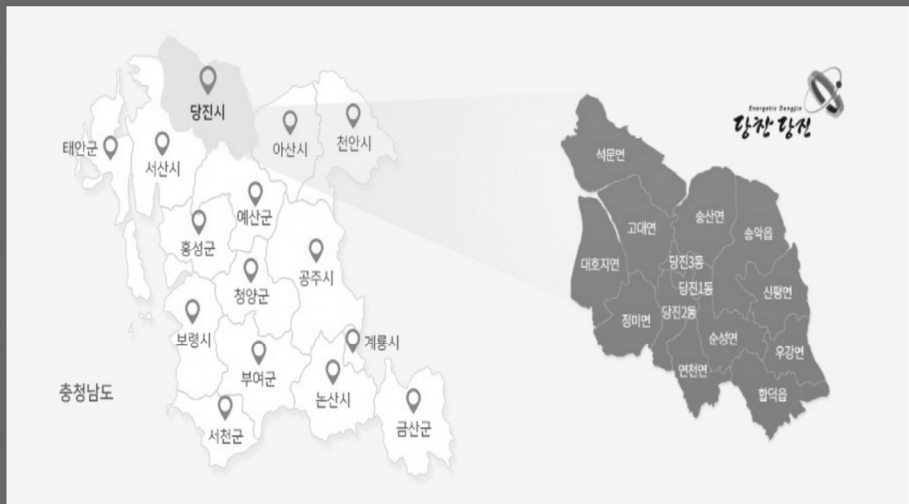 당진시
아산시
천안시
태안군
서산시
예산군
홍성군
공주시
청양군
보령시
계룡시
부여군
논산시
서천군
금산군
충청남도
Energetic Dangjin
당찬 당진
석문면
고대면
송산면
송악읍
대호지면
당진3동
당진1동
신평면
당진2동
정미면
순성면
우강면
면천면
합덕읍